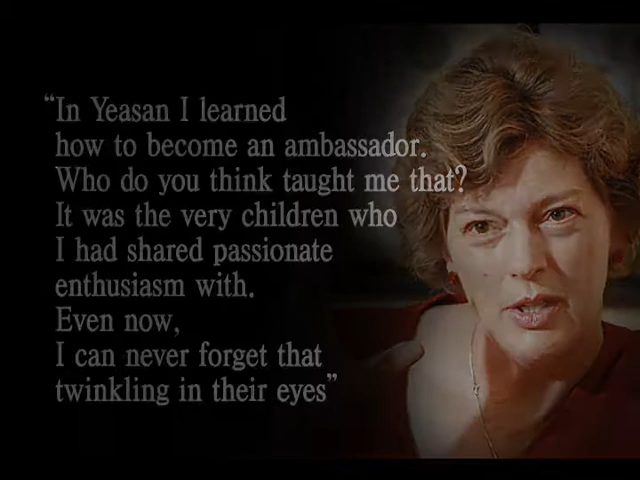 “In Yeasan I learned
how to become an ambassador.
Who do you think taught me that?
It was the very children who
I had shared passionate
enthusiasm with.
Even now,
I can never forget that
twinkling in their eyes”